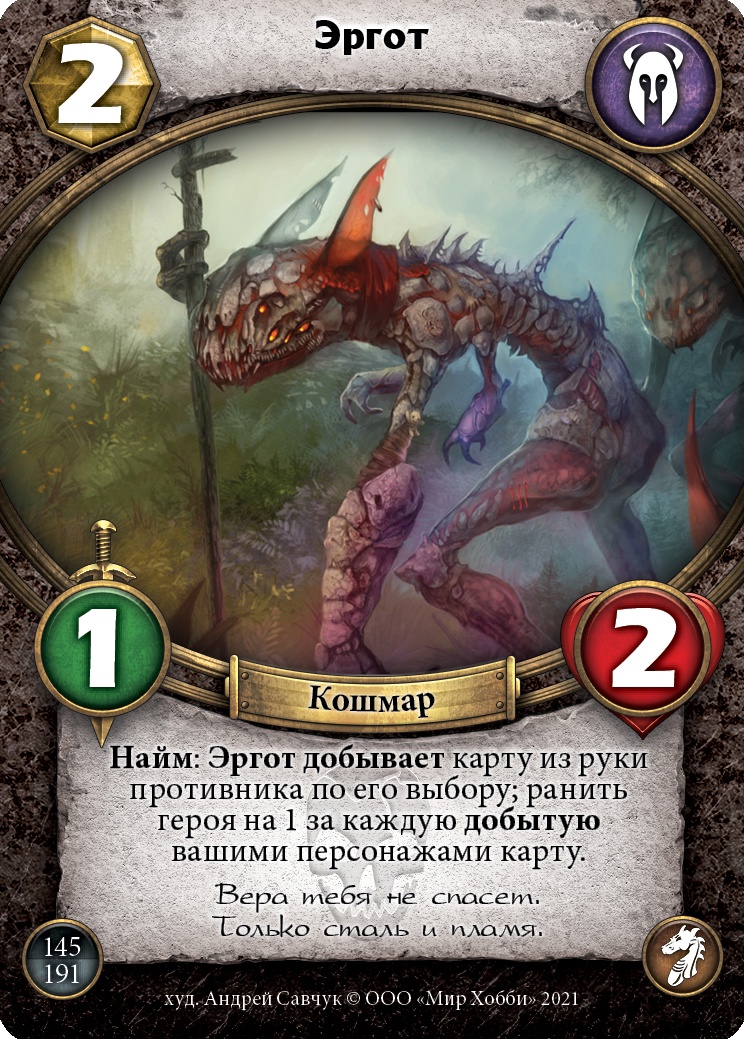 Эргот
2
1
2
Кошмар
Найм: Эргот добывает карту из руки
противника по его выбору; ранить
героя на 1 за каждую добытую
вашими персонажами карту.
Вера тебя не спасет.
Только сталь и пламя.
145
191
худ. Андрей Савчук © ООО «Мир Хобби» 2021